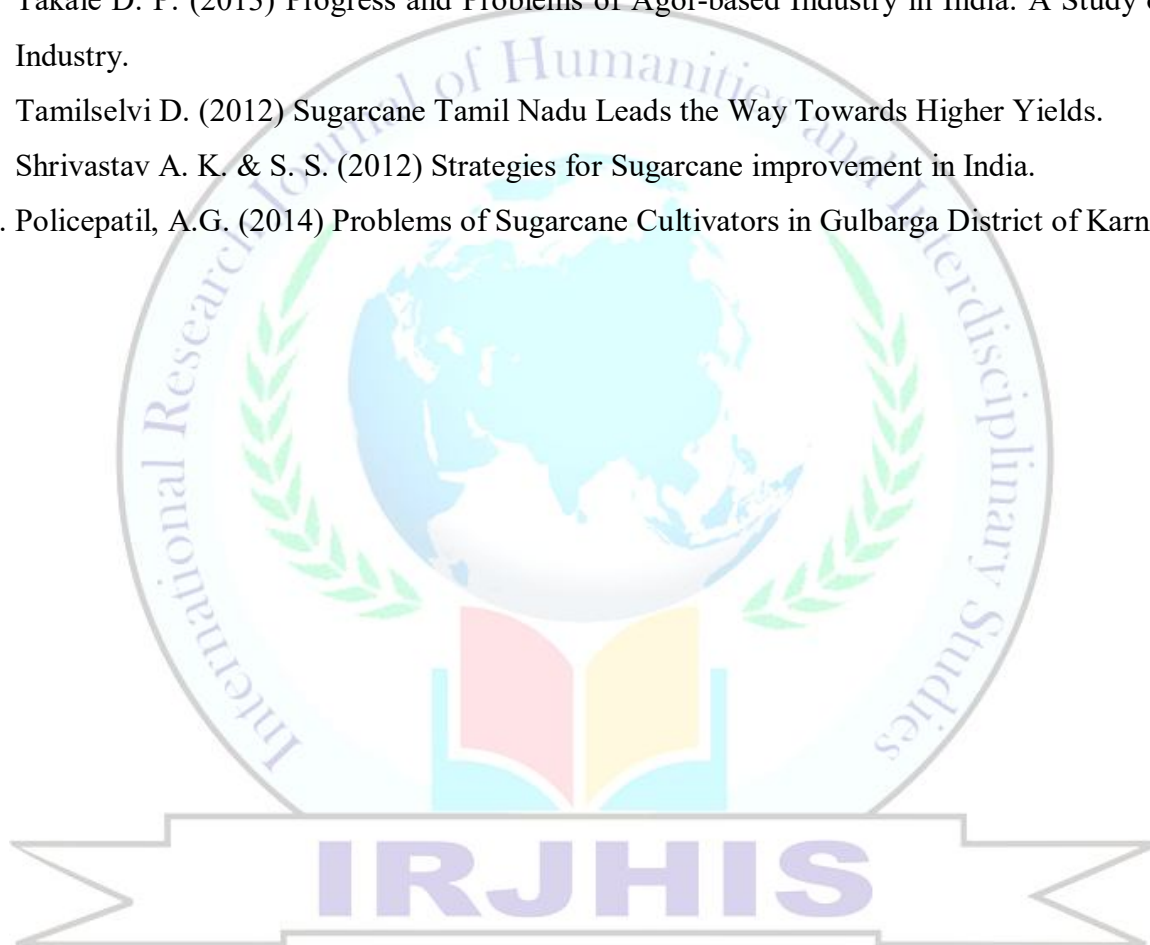 Takale D. P. (2013) Progress and Problems of Agor-based Industry in India: A Study
Industry.
Tamilselvi D. (2012) Sugarcane Tamil Nadu Leads the Way Towards Higher Yields.
Shrivastav A. K. & S. S. (2012) Strategies for Sugarcane improvement in India.
. Policepatil, A.G. (2014) Problems of Sugarcane Cultivators in Gulbarga District of Karn
International Research Journal of Humanities and Interdisciplinary Studies
IRJHIS